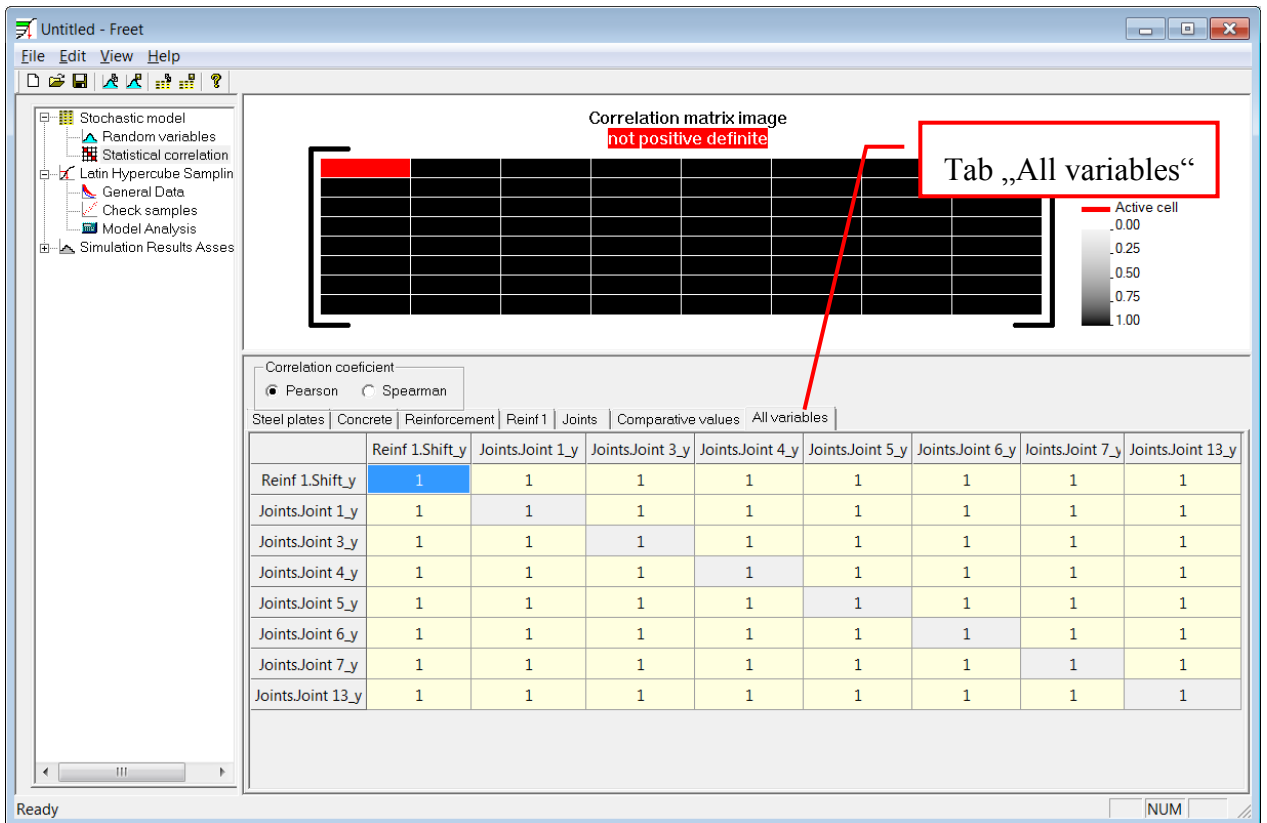 Untitled - Freet
File Edit View Help
Stochastic model
Random variables
Statistical correlation
Latin Hypercube Samplin
General Data
Check samples
Model Analysis
Simulation Results Asses
Correlation matrix image
not positive definite
Tab „All variables“
Active cell
0.00
0.25
0.50
0.75
1.00
Correlation coeficient
Pearson Spearman
Steel plates Concrete Reinforcement Reinf 1 Joints Comparative values All variables
Reinf 1.Shift_y Joints.Joint 1_y Joints.Joint 3_y Joints.Joint 4_y Joints.Joint 5_y Joints.Joint 6_y Joints.Joint 7_y Joints.Joint 13_y
Reinf 1.Shift_y 1 1 1 1 1 1 1 1
Joints.Joint 1_y 1 1 1 1 1 1 1 1
Joints.Joint 3_y 1 1 1 1 1 1 1 1
Joints.Joint 4_y 1 1 1 1 1 1 1 1
Joints.Joint 5_y 1 1 1 1 1 1 1 1
Joints.Joint 6_y 1 1 1 1 1 1 1 1
Joints.Joint 7_y 1 1 1 1 1 1 1 1
Joints.Joint 13_y 1 1 1 1 1 1 1 1
Ready
NUM